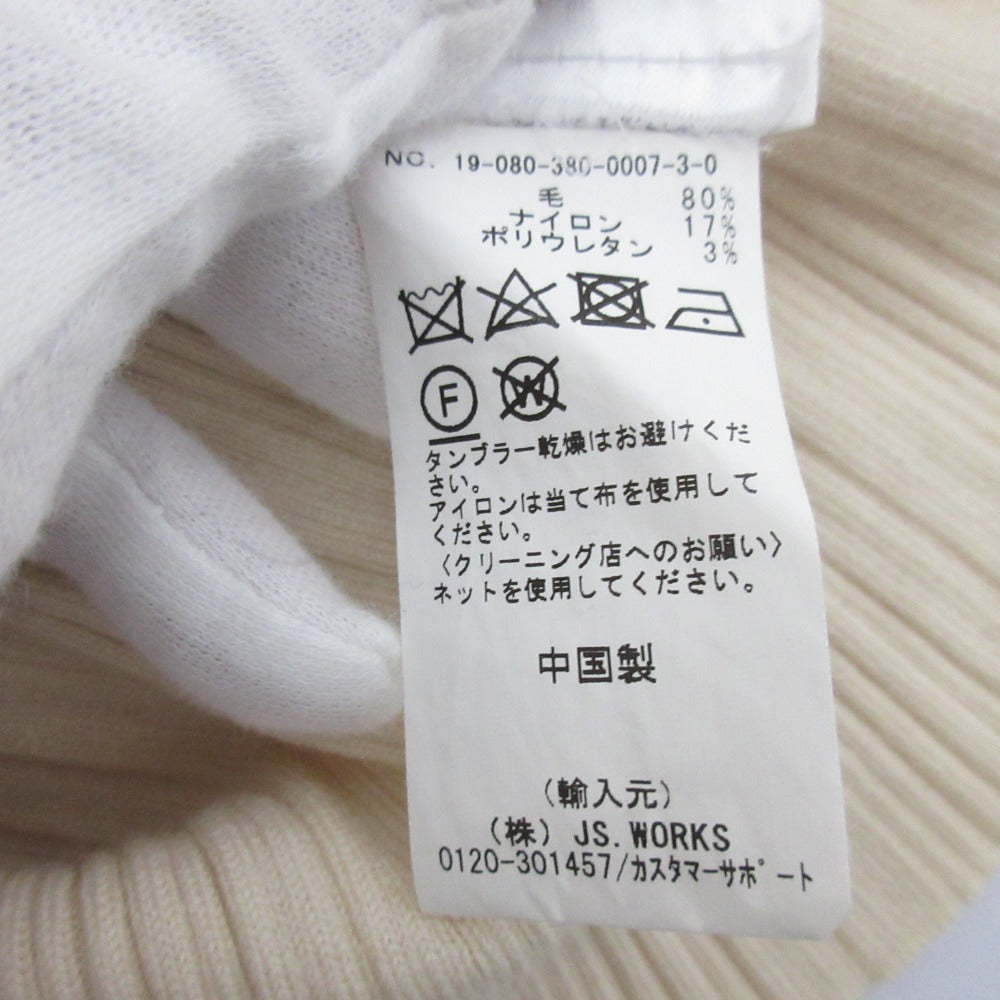 NO. 19-080-380-0007-3-0
毛 80%
ナイロン 17%
ポリウレタン 3%
F W
タンブラー乾燥はお避けくだ
さい。
アイロンは当て布を使用して
ください。
〈クリーニング店へのお願い〉
ネットを使用してください。
中国製
(輸入元)
(株) JS.WORKS
0120-301457/カスタマーサポート